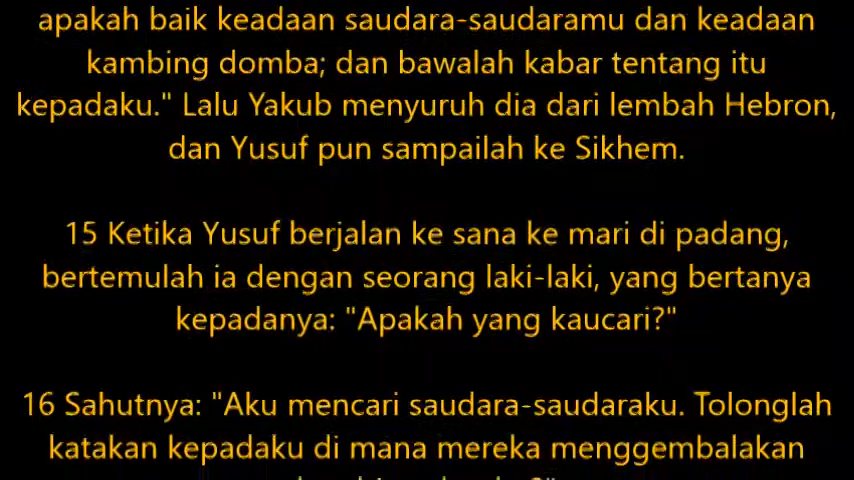 apakah baik keadaan saudara-saudaramu dan keadaan
kambing domba; dan bawalah kabar tentang itu
kepadaku." Lalu Yakub menyuruh dia dari lembah Hebron,
dan Yusuf pun sampailah ke Sikhem.
15 Ketika Yusuf berjalan ke sana ke mari di padang,
bertemulah ia dengan seorang laki-laki, yang bertanya
kepadanya: "Apakah yang kaucari?"
16 Sahutnya: "Aku mencari saudara-saudaraku. Tolonglah
katakan kepadaku di mana mereka menggembalakan